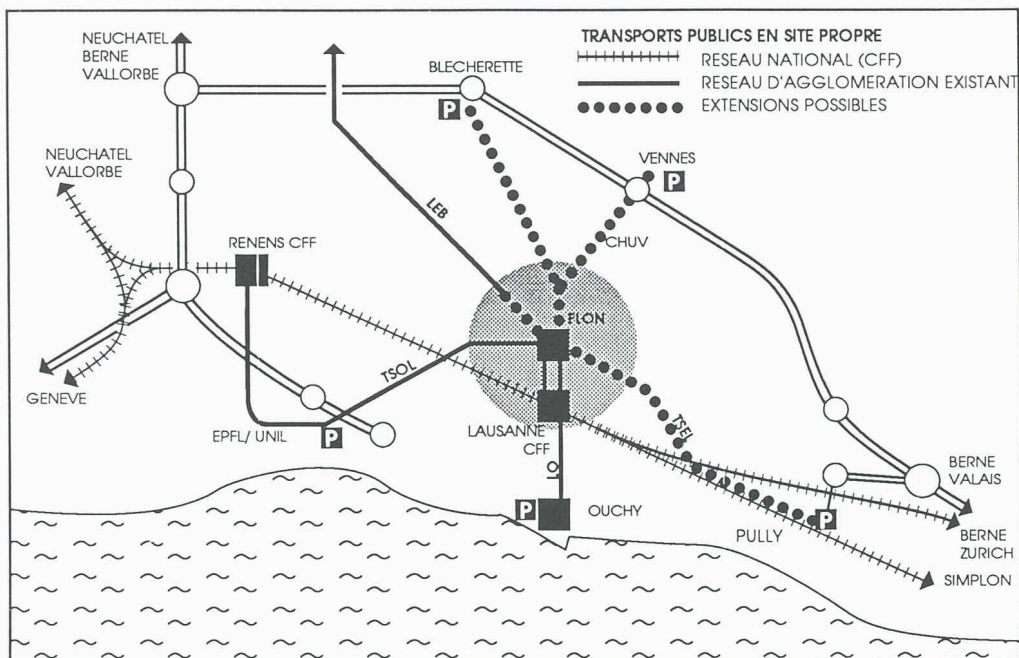 NEUCHATEL
BERNE
VALLORBE
BLECHERETTE
P
TRANSPORTS PUBLICS EN SITE PROPRE
RESEAU NATIONAL (CFF)
RESEAU D'AGGLOMERATION EXISTANT
EXTENSIONS POSSIBLES
NEUCHATEL
VALLORBE
VENNES
P
LEB
CHUV
RENENS CFF
FLON
TSOL
GENEVE
EPFL/ UNIL
P
LAUSANNE
CFF
TSEL
LO
P
OUCHY
PULLY
P
BERNE
VALAIS
BERNE
ZURICH
SIMPLON